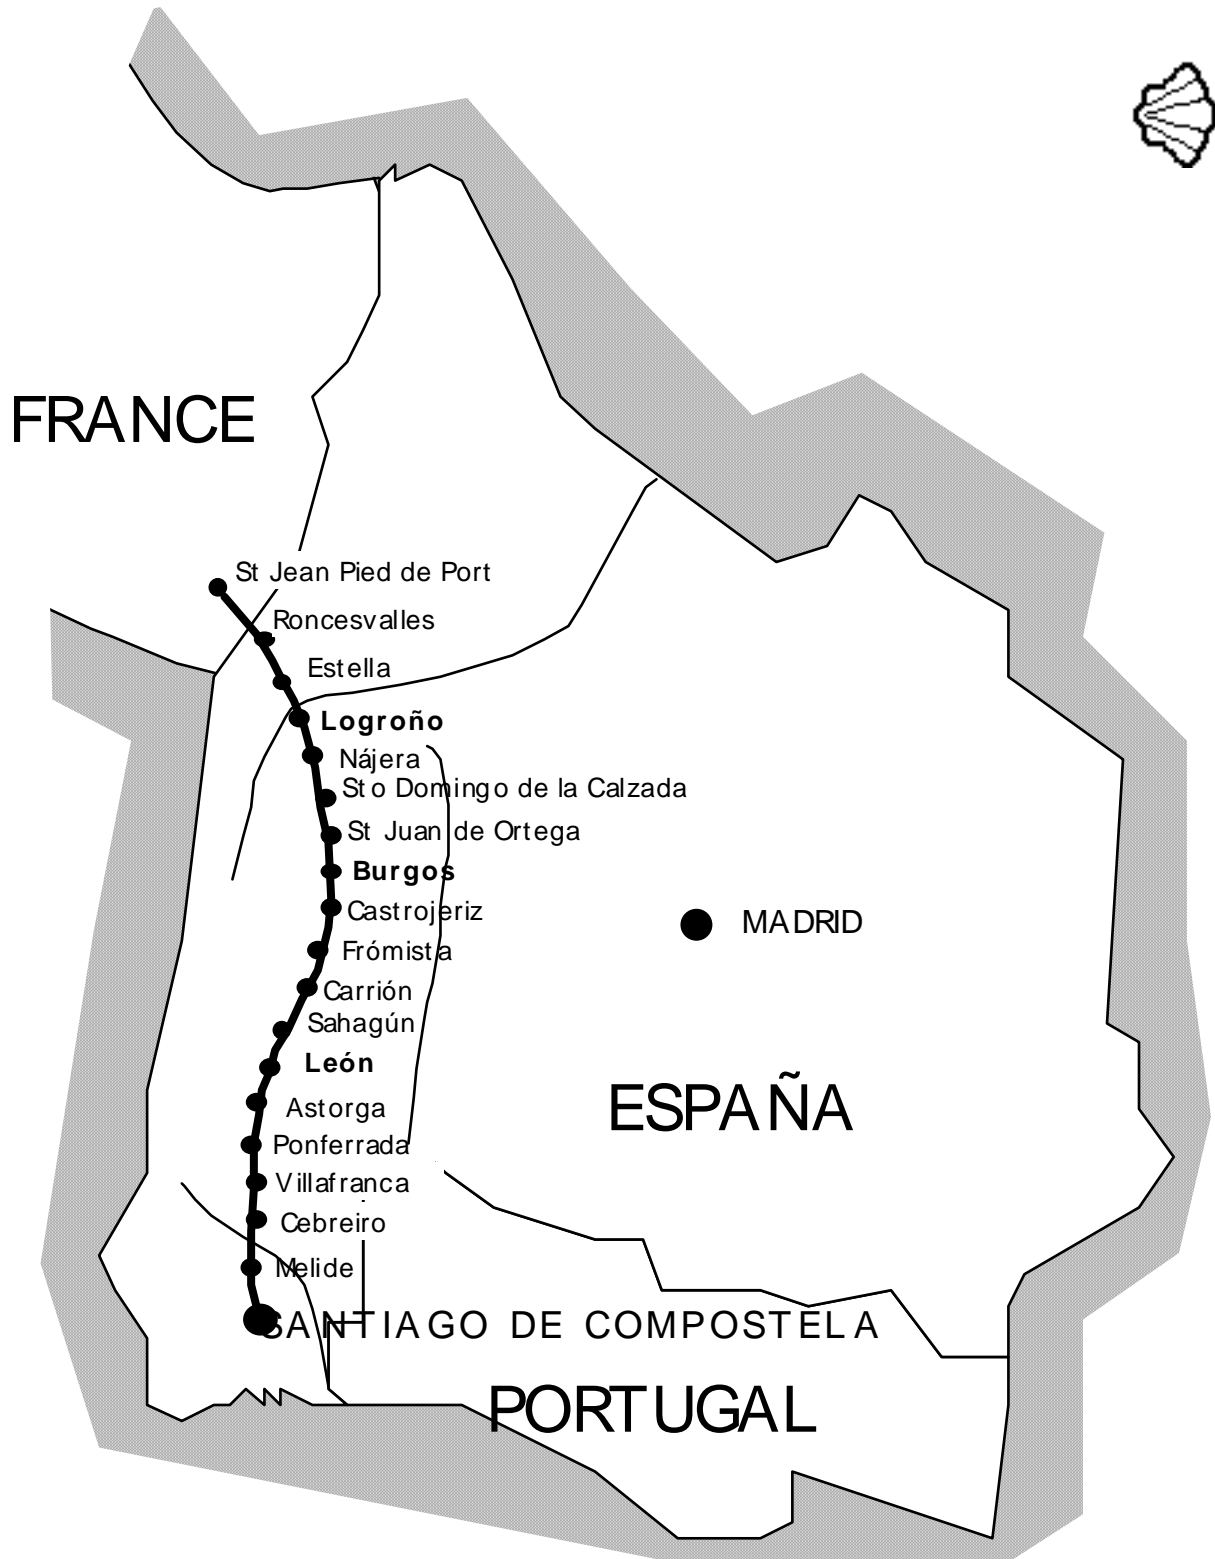 FRANCE
St Jean Pied de Port
Roncesvalles
Estella
Logroño
Nájera
Sto Domingo de la Calzada
St Juan de Ortega
Burgos
Castrojeriz
MADRID
Frómista
Carrión
Sahagún
León
ESPAÑA
Astorga
Ponferrada
Villafranca
Cebreiro
Melide
SANTIAGO DE COMPOSTELA
PORTUGAL